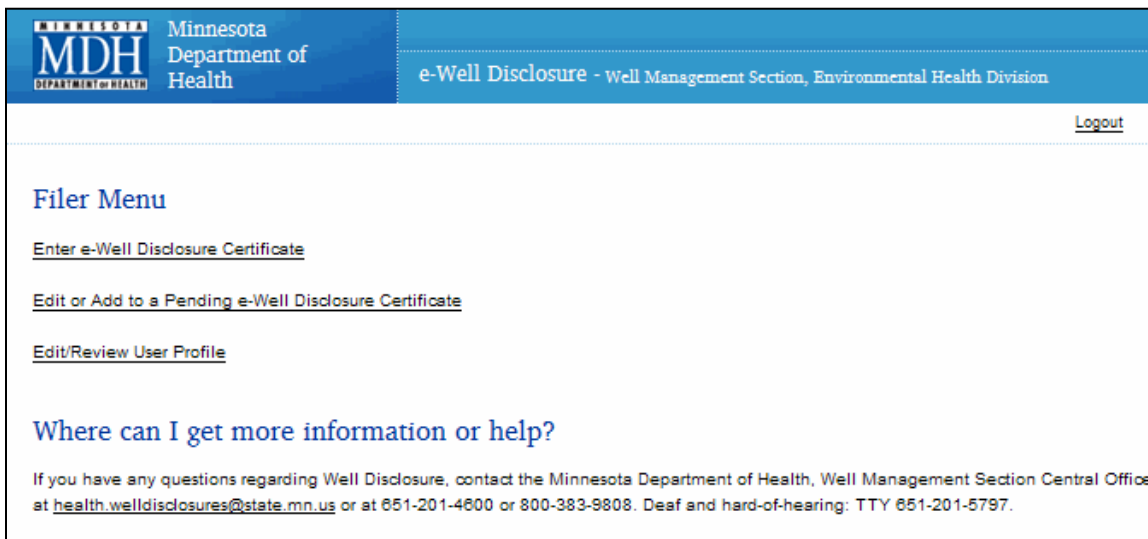 MINNESOTA
MDH
DEPARTMENT of HEALTH
Minnesota
Department of
Health
e-Well Disclosure - Well Management Section, Environmental Health Division
Logout
Filer Menu
Enter e-Well Disclosure Certificate
Edit or Add to a Pending e-Well Disclosure Certificate
Edit/Review User Profile
Where can I get more information or help?
If you have any questions regarding Well Disclosure, contact the Minnesota Department of Health, Well Management Section Central Office
at health.welldisclosures@state.mn.us or at 651-201-4600 or 800-383-9808. Deaf and hard-of-hearing: TTY 651-201-5797.